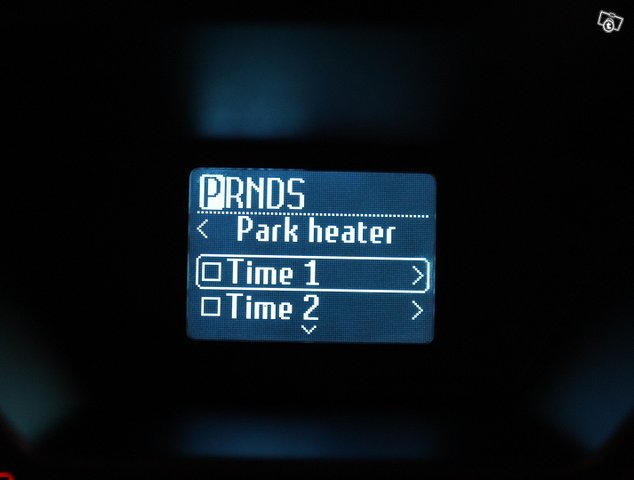 PRNDS
< Park heater
Time 1 >
Time 2 >